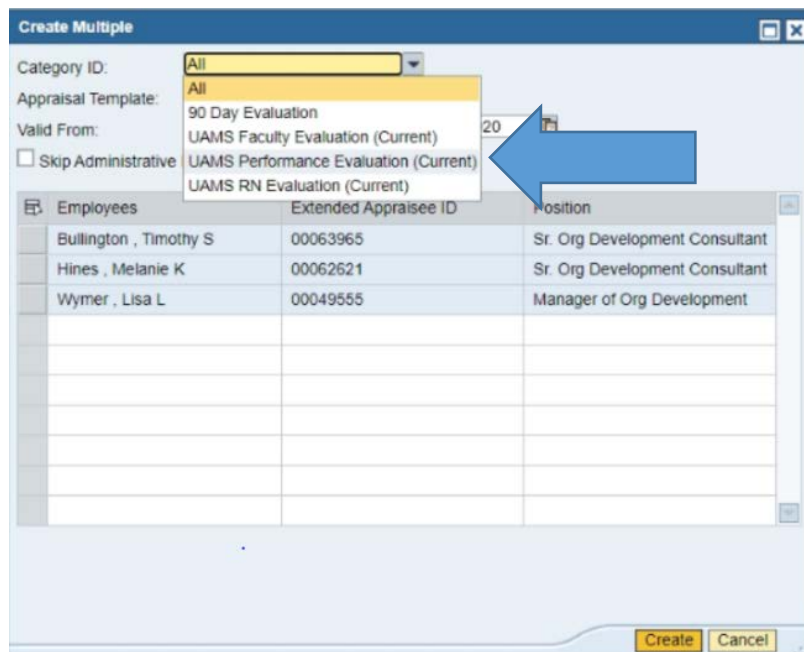 Create Multiple
Category ID: All
All
Appraisal Template:
90 Day Evaluation
Valid From: 20
UAMS Faculty Evaluation (Current)
Skip Administrative
UAMS Performance Evaluation (Current)
UAMS RN Evaluation (Current)
Employees Extended Appraisee ID Position
Bullington , Timothy S 00063965 Sr. Org Development Consultant
Hines , Melanie K 00062621 Sr. Org Development Consultant
Wymer , Lisa L 00049555 Manager of Org Development
Create Cancel